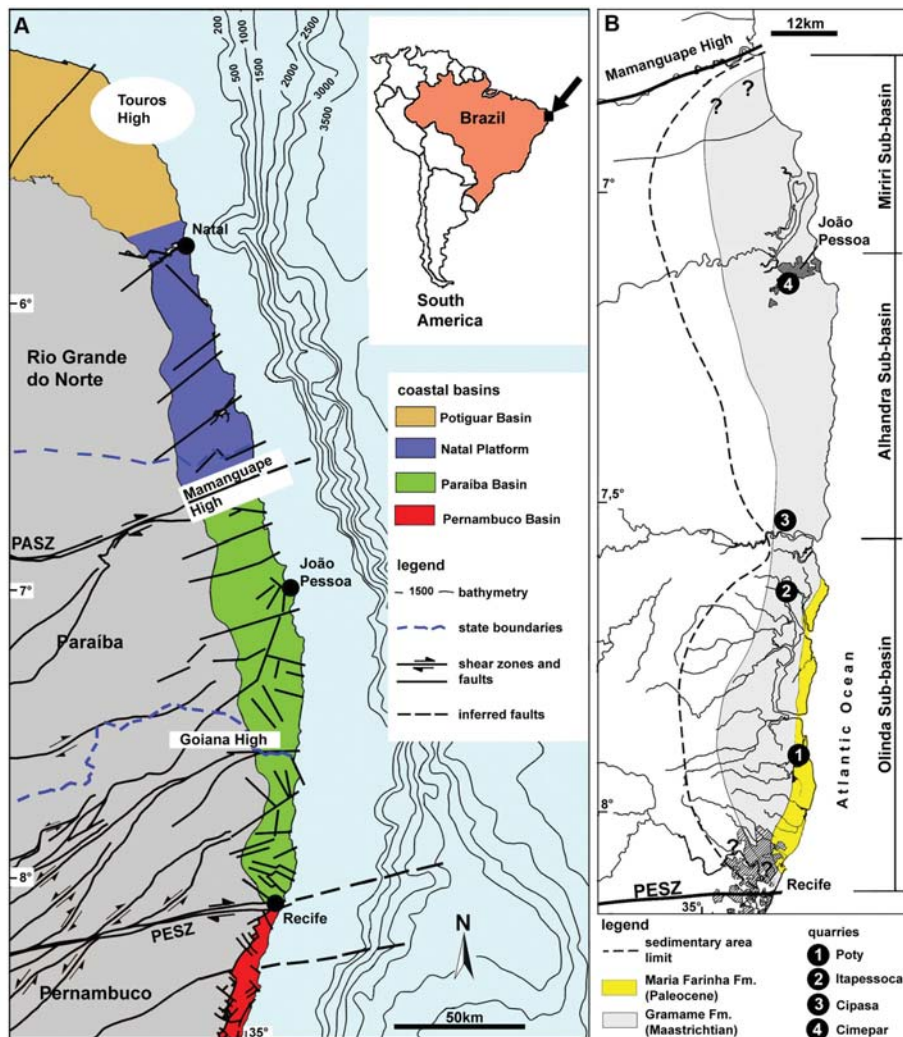 A
200
500
1500
2500
2000
3000
3500
Touros
High
Brazil
South
America
Natal
6°
Rio Grande
do Norte
coastal basins
Potiguar Basin
Natal Platform
Paraíba Basin
Pernambuco Basin
Mamanguape
High
PASZ
João
Pessoa
7°
Paraíba
legend
1500 bathymetry
state boundaries
shear zones and
faults
inferred faults
Goiana High
8°
Recife
PESZ
N
Pernambuco
35°
50km
B
12km
Mamanguape High
? ?
7°
João
Pessoa
4
Miriri Sub-basin
Alhandra Sub-basin
7,5°
3
2
1
Atlantic Ocean
Olinda Sub-basin
8°
?
?
Recife
PESZ
35°
legend
sedimentary area
limit
Maria Farinha Fm.
(Paleocene)
Gramame Fm.
(Maastrichtian)
quarries
1 Poty
2 Itapessoca
3 Cipasa
4 Cimepar